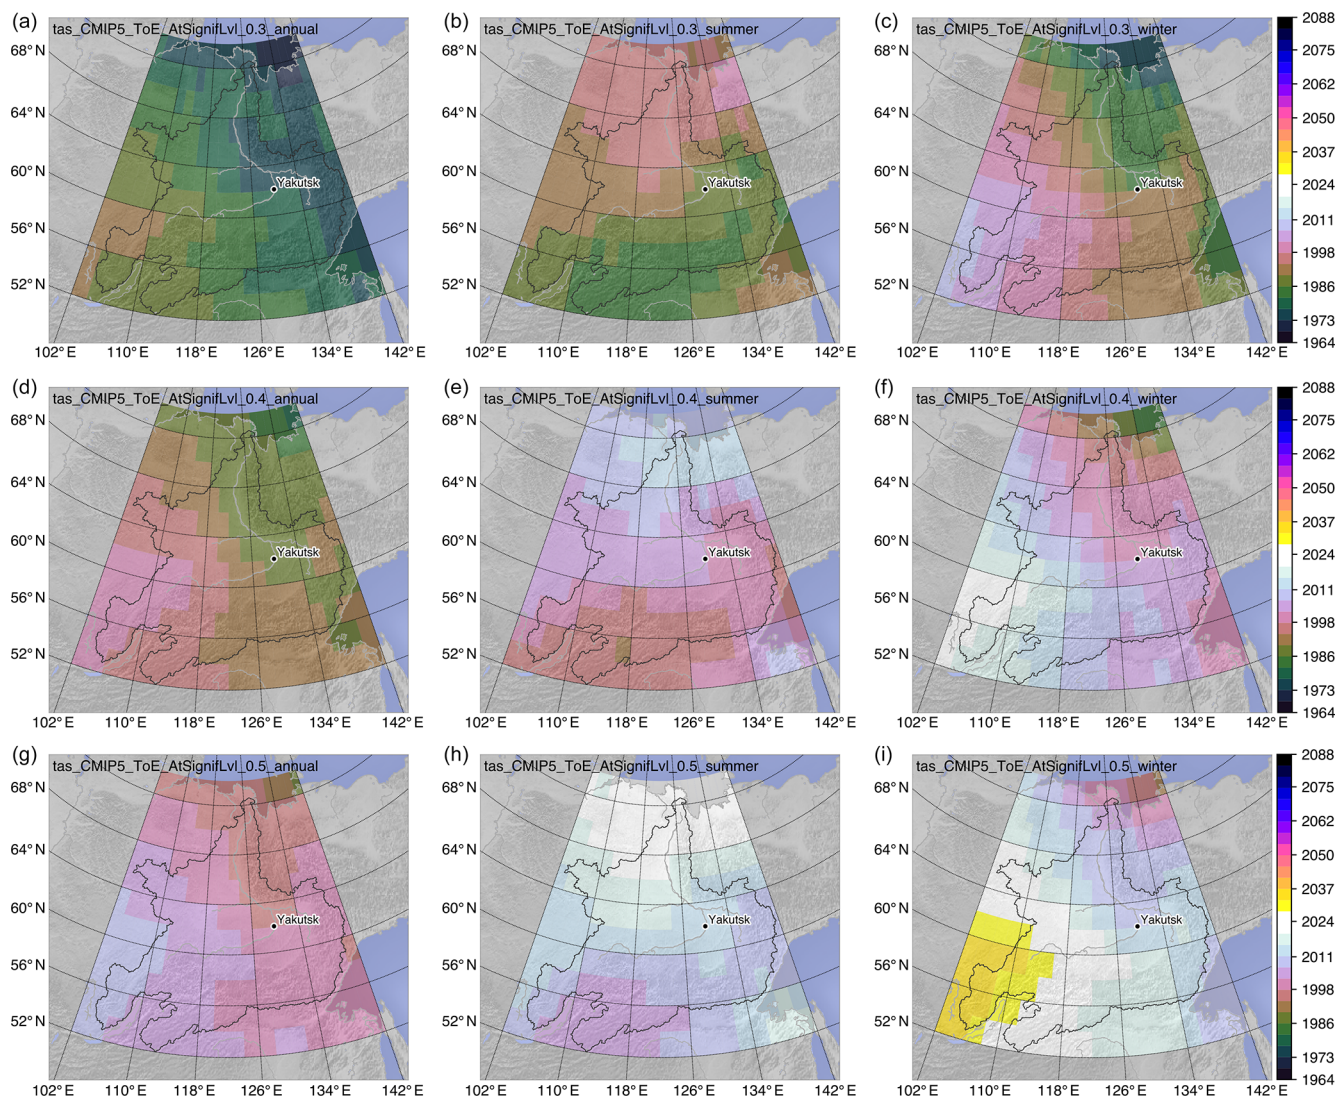 (a) tas_CMIP5_ToE_AtSignifLvl_0.3_annual
(b) tas_CMIP5_ToE_AtSignifLvl_0.3_summer
(c) tas_CMIP5_ToE_AtSignifLvl_0.3_winter
68° N 64° N 60° N 56° N 52° N
Yakutsk
102° E 110° E 118° E 126° E 134° E 142° E
68° N 64° N 60° N 56° N 52° N
Yakutsk
102° E 110° E 118° E 126° E 134° E 142° E
68° N 64° N 60° N 56° N 52° N
Yakutsk
110° E 118° E 126° E 134° E 142° E
2088 2075 2062 2050 2037 2024 2011 1998 1986 1973 1964
(d) tas_CMIP5_ToE_AtSignifLvl_0.4_annual
(e) tas_CMIP5_ToE_AtSignifLvl_0.4_summer
(f) tas_CMIP5_ToE_AtSignifLvl_0.4_winter
68° N 64° N 60° N 56° N 52° N
Yakutsk
102° E 110° E 118° E 126° E 134° E 142° E
68° N 64° N 60° N 56° N 52° N
Yakutsk
102° E 110° E 118° E 126° E 134° E 142° E
68° N 64° N 60° N 56° N 52° N
Yakutsk
102° E 110° E 118° E 126° E 134° E 142° E
2088 2075 2062 2050 2037 2024 2011 1998 1986 1973 1964
(g) tas_CMIP5_ToE_AtSignifLvl_0.5_annual
(h) tas_CMIP5_ToE_AtSignifLvl_0.5_summer
(i) tas_CMIP5_ToE_AtSignifLvl_0.5_winter
68° N 64° N 60° N 56° N 52° N
Yakutsk
102° E 110° E 118° E 126° E 134° E 142° E
68° N 64° N 60° N 56° N 52° N
Yakutsk
102° E 110° E 118° E 126° E 134° E 142° E
68° N 64° N 60° N 56° N 52° N
Yakutsk
102° E 110° E 118° E 126° E 134° E 142° E
2088 2075 2062 2050 2037 2024 2011 1998 1986 1973 1964